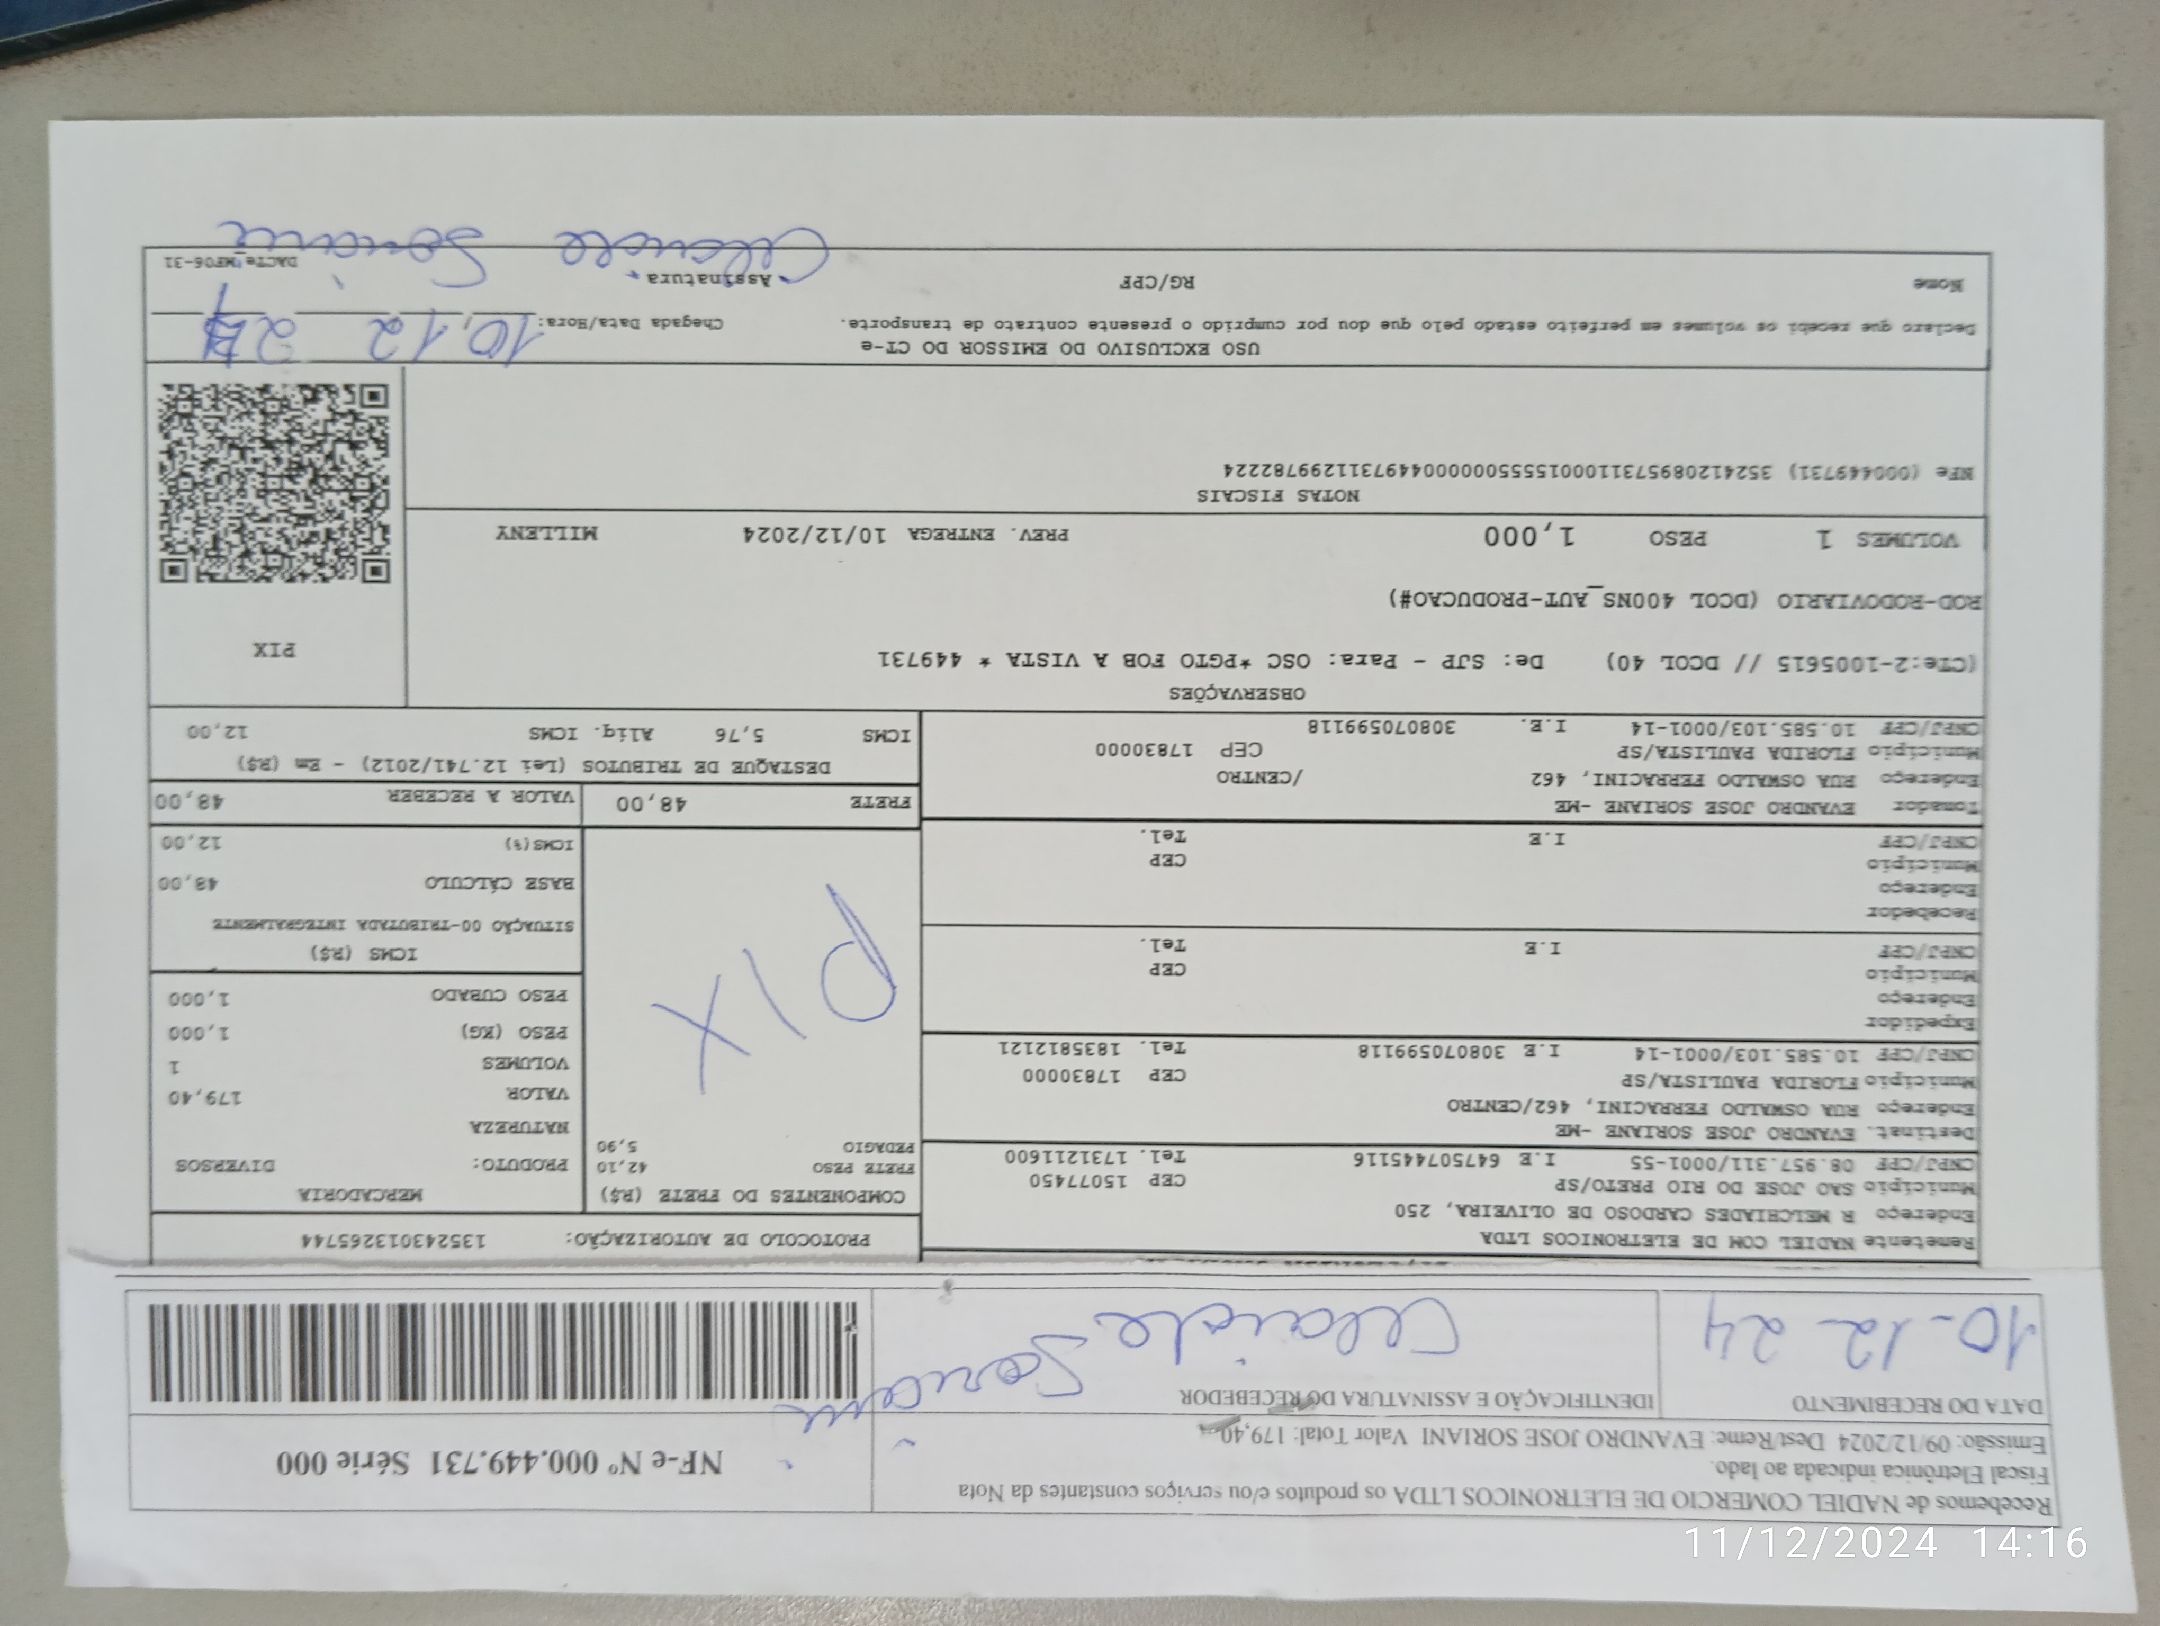 Recebemos de NADIEL COMERCIO DE ELETRONICOS LTDA os produtos e/ou serviços constantes da Nota
Fiscal Eletrônica indicada ao lado.
Emissão: 09/12/2024 Dest/Reme: EVANDRO JOSE SORIANI Valor Total: 179,40
NF-e Nº 000.449.731 Série 000
DATA DO RECEBIMENTO
10-12 24
IDENTIFICAÇÃO E ASSINATURA DO RECEBEDOR
Cleide Soriani
Remetente NADIEL COM DE ELETRONICOS LTDA
Endereço R MELCHIADES CARDOSO DE OLIVEIRA, 250
Município SAO JOSE DO RIO PRETO/SP CEP 15077450
CNPJ/CPF 08.957.311/0001-55 I.E 647507445116 Tel. 1731211600
Destinat. EVANDRO JOSE SORIANE -ME
Endereço RUA OSWALDO FERRACINI, 462/CENTRO
Município FLORIDA PAULISTA/SP CEP 17830000
CNPJ/CPF 10.585.103/0001-14 I.E 308070599118 Tel. 1835812121
Expedidor
Endereço
Município CEP
CNPJ/CPF I.E Tel.
Recebedor
Endereço
Município CEP
CNPJ/CPF I.E Tel.
Tomador EVANDRO JOSE SORIANE -ME
Endereço RUA OSWALDO FERRACINI, 462 /CENTRO
Município FLORIDA PAULISTA/SP CEP 17830000
CNPJ/CPF 10.585.103/0001-14 I.E. 308070599118
PROTOCOLO DE AUTORIZAÇÃO: 135243013265744
COMPONENTES DO FRETE (R$)
FRETE PESO 42,10
PEDAGIO 5,90
PIX
FRETE 48,00
MERCADORIA
PRODUTO: DIVERSOS
NATUREZA
VALOR 179,40
VOLUMES 1
PESO (KG) 1,000
PESO CUBADO 1,000
ICMS (R$)
SITUAÇÃO 00-TRIBUTADA INTEGRALMENTE
BASE CÁLCULO 48,00
ICMS(%) 12,00
VALOR A RECEBER 48,00
DESTAQUE DE TRIBUTOS (Lei 12.741/2012) - Em (R$)
ICMS 5,76 Aliq. ICMS 12,00
OBSERVAÇÕES
(CTe:2-1005615 // DCOL 40) De: SJP - Para: OSC *PGTO FOB A VISTA * 449731
ROD-RODOVIARIO (DCOL 400NS_AUT-PRODUCAO#)
VOLUMES 1 PESO 1,000 PREV. ENTREGA 10/12/2024 MILLENY
PIX
NOTAS FISCAIS
NFe (000449731) 35241208957311000155550000004497311299782224
USO EXCLUSIVO DO EMISSOR DO CT-e
Declaro que recebi os volumes em perfeito estado pelo que dou por cumprido o presente contrato de transporte.
Chegada Data/Hora: 10.12 24
Nome RG/CPF Assinatura
DACTe MF06-31
Cleide Soriani
11/12/2024 14:16